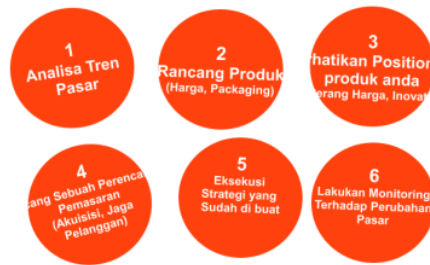 1
Analisa Tren
Pasar
2
Rancang Produk
(Harga, Packaging)
3
hatikan Position
produk anda
erang Harga, Inovat
4
ang Sebuah Perenca
Pemasaran
(Akuisisi, Jaga
Pelanggan)
5
Eksekusi
Strategi yang
Sudah di buat
6
Lakukan Monitoring
Terhadap Perubahan
Pasar